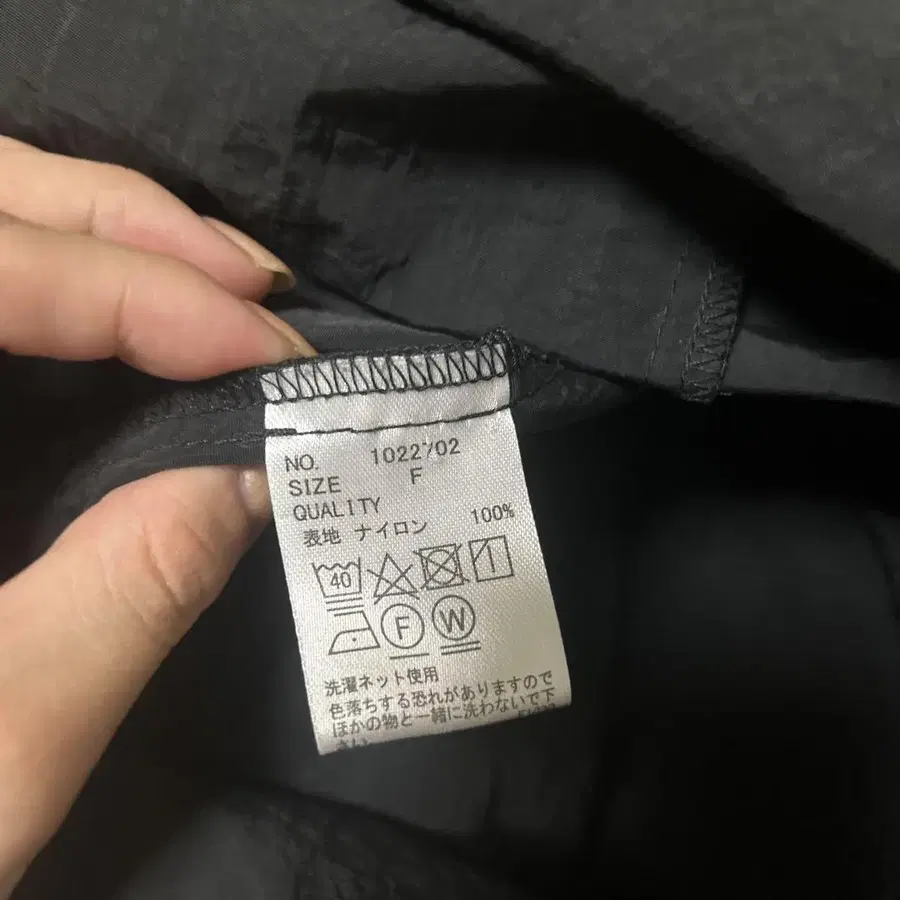 NO. 1022702
SIZE F
QUALITY
表地 ナイロン 100%
40
F W
洗濯ネット使用
色落ちする恐れがありますので
ほかの物と一緒に洗わないで下
さい